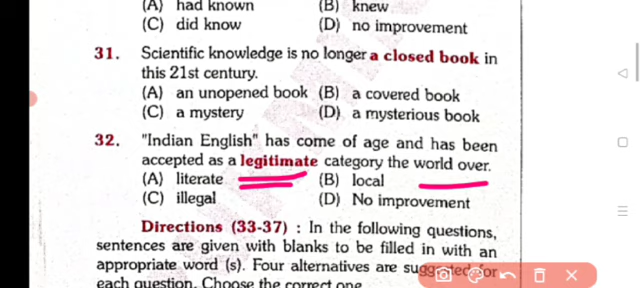 (A) had known (B) knew
(C) did know (D) no improvement
31. Scientific knowledge is no longer a closed book in
this 21st century.
(A) an unopened book (B) a covered book
(C) a mystery (D) a mysterious book
32. "Indian English" has come of age and has been
accepted as a legitimate category the world over.
(A) literate (B) local
(C) illegal (D) No improvement
Directions (33-37) : In the following questions,
sentences are given with blanks to be filled in with an
appropriate word (s). Four alternatives are suggested for
each question. Choose the correct one